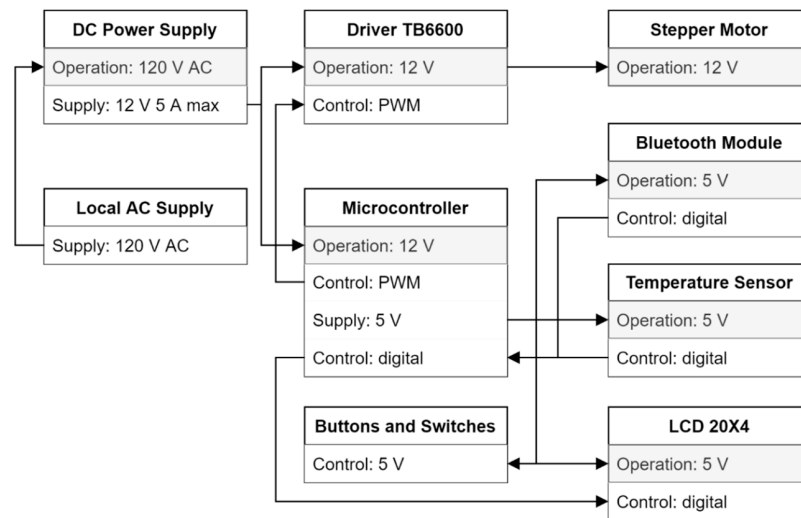 DC Power Supply
Operation: 120 V AC
Supply: 12 V 5 A max
Local AC Supply
Supply: 120 V AC
Driver TB6600
Operation: 12 V
Control: PWM
Microcontroller
Operation: 12 V
Control: PWM
Supply: 5 V
Control: digital
Buttons and Switches
Control: 5 V
Stepper Motor
Operation: 12 V
Bluetooth Module
Operation: 5 V
Control: digital
Temperature Sensor
Operation: 5 V
Control: digital
LCD 20X4
Operation: 5 V
Control: digital